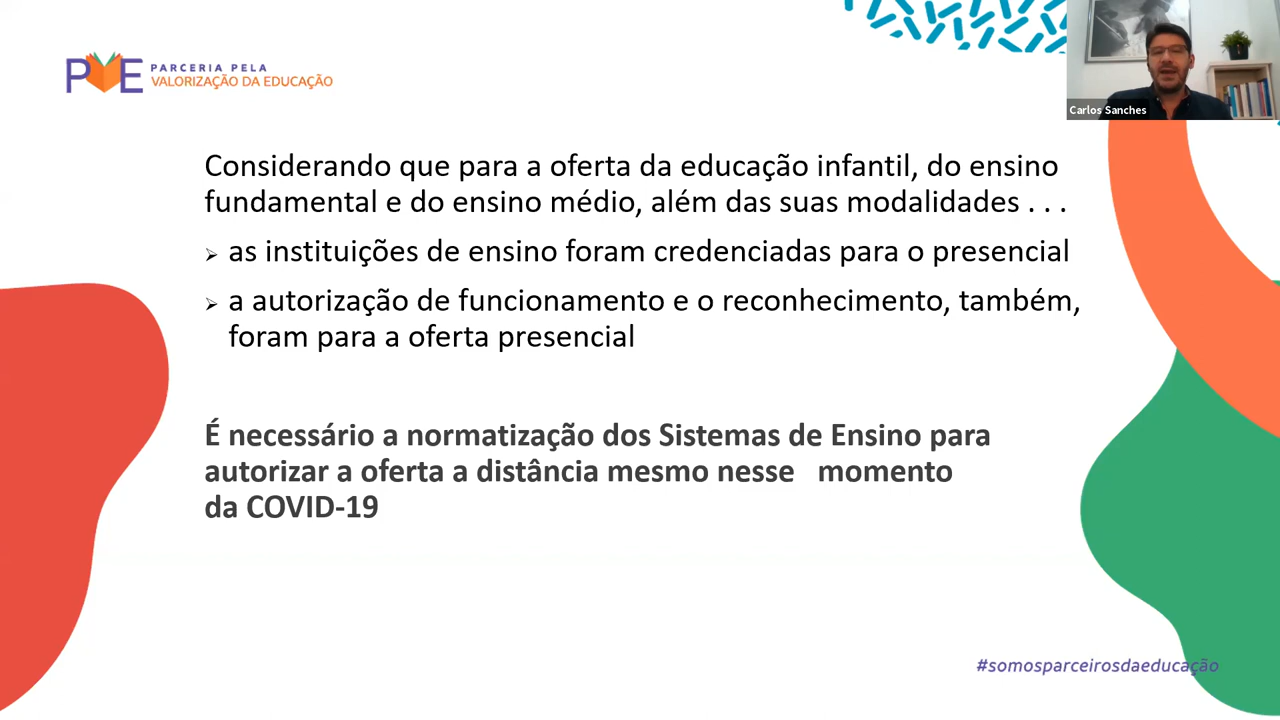 PVE PARCERIA PELA
VALORIZAÇÃO DA EDUCAÇÃO
Carlos Sanches
Considerando que para a oferta da educação infantil, do ensino
fundamental e do ensino médio, além das suas modalidades . . .
as instituições de ensino foram credenciadas para o presencial
a autorização de funcionamento e o reconhecimento, também,
foram para a oferta presencial
É necessário a normatização dos Sistemas de Ensino para
autorizar a oferta a distância mesmo nesse momento
da COVID-19
#somosparceirosdaeducação